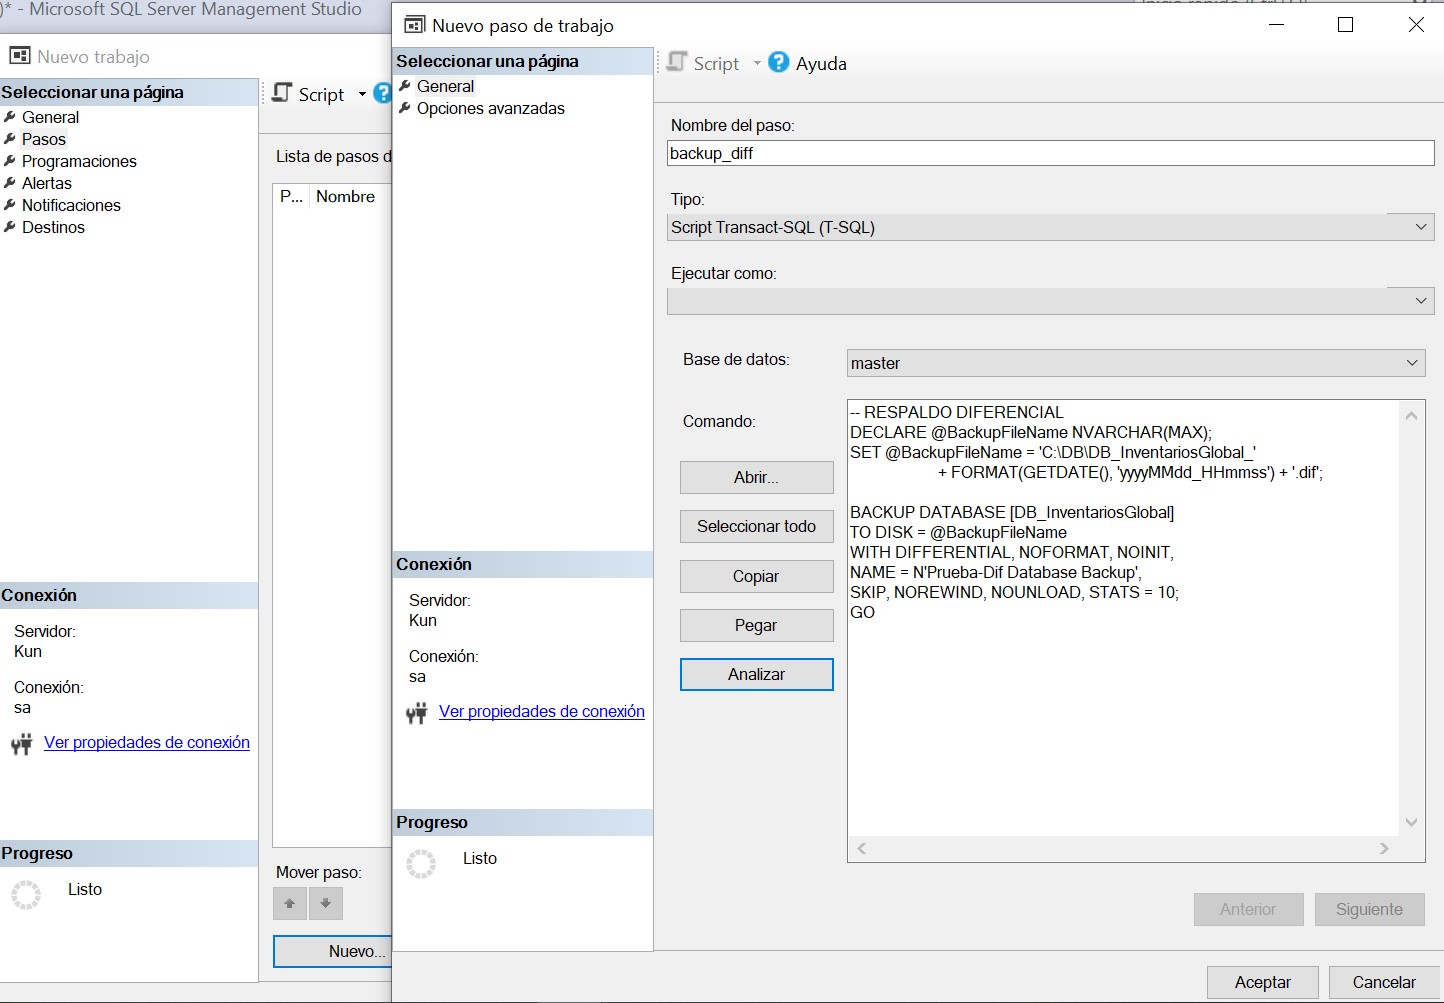 )* - Microsoft SQL Server Management Studio
Nuevo trabajo
Seleccionar una página
General
Pasos
Programaciones
Alertas
Notificaciones
Destinos
Conexión
Servidor:
Kun
Conexión:
sa
Ver propiedades de conexión
Progreso
Listo
Script
Lista de pasos d
P... Nombre
Mover paso:
Nuevo...
Nuevo paso de trabajo
Seleccionar una página
General
Opciones avanzadas
Conexión
Servidor:
Kun
Conexión:
sa
Ver propiedades de conexión
Progreso
Listo
Script
Ayuda
Nombre del paso:
backup_diff
Tipo:
Script Transact-SQL (T-SQL)
Ejecutar como:
Base de datos:
master
Comando:
Abrir...
Seleccionar todo
Copiar
Pegar
Analizar
-- RESPALDO DIFERENCIAL
DECLARE @BackupFileName NVARCHAR(MAX);
SET @BackupFileName = 'C:\DB\DB_InventariosGlobal_'
+ FORMAT(GETDATE(), 'yyyyMMdd_HHmmss') + '.dif';
BACKUP DATABASE [DB_InventariosGlobal]
TO DISK = @BackupFileName
WITH DIFFERENTIAL, NOFORMAT, NOINIT,
NAME = N'Prueba-Dif Database Backup',
SKIP, NOREWIND, NOUNLOAD, STATS = 10;
GO
Anterior
Siguiente
Aceptar
Cancelar